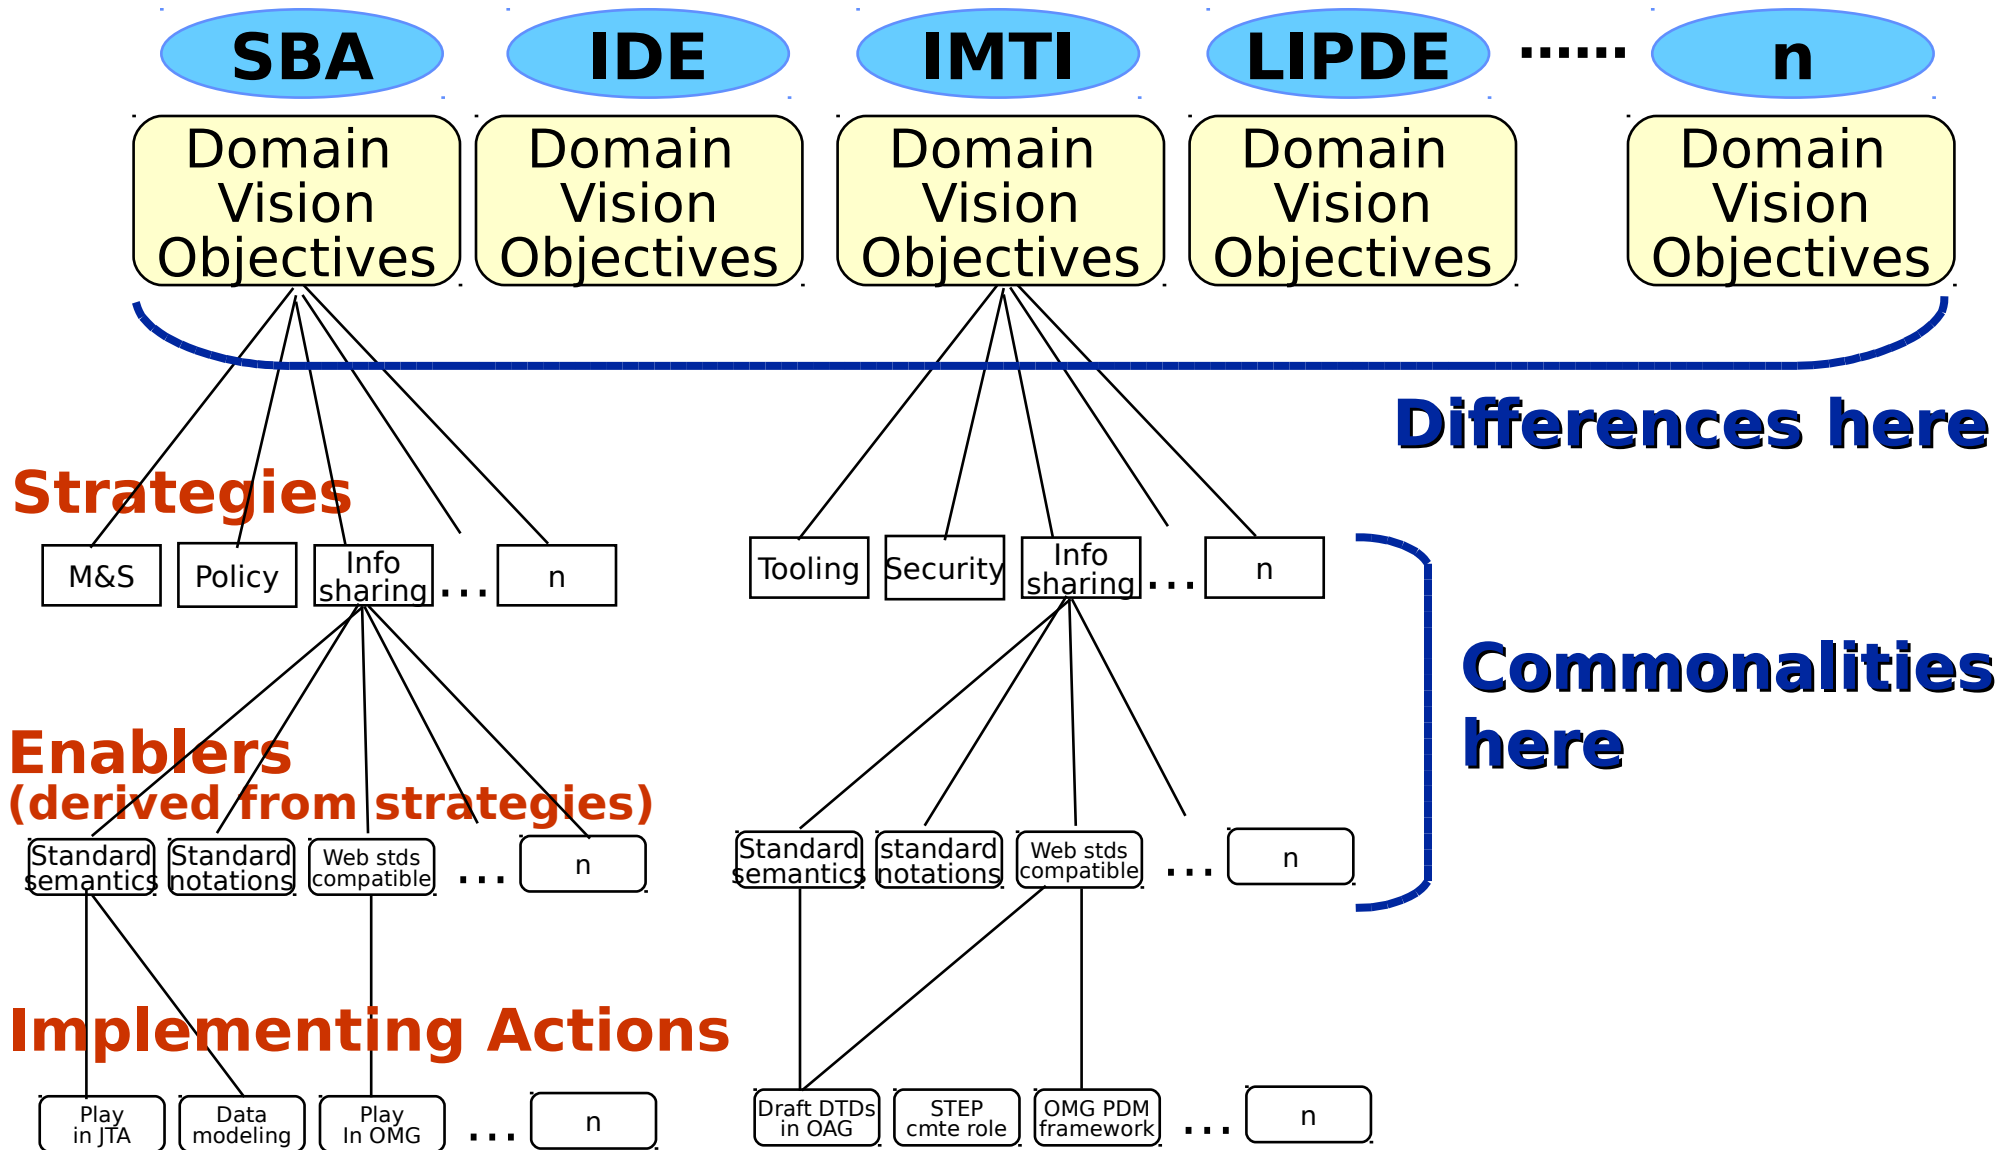 SBA IDE IMTI LIPDE ...... n
Domain Domain Domain Domain Domain
Vision Vision Vision Vision Vision
Objectives Objectives Objectives Objectives Objectives
Differences here
Strategies
M&S Policy Info sharing ... n
Tooling Security Info sharing ... n
Commonalities
here
Enablers
(derived from strategies)
Standard semantics Standard notations Web stds compatible ... n
Standard semantics standard notations Web stds compatible ... n
Implementing Actions
Play in JTA Data modeling Play In OMG ... n
Draft DTDs in OAG STEP cmte role OMG PDM framework ... n